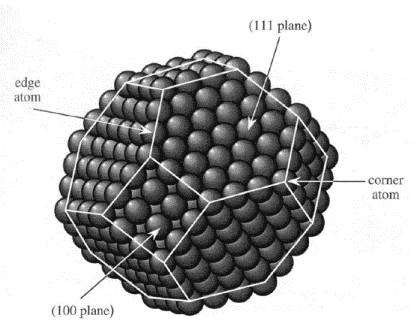 (111 plane)
edge
atom
corner
atom
(100 plane)